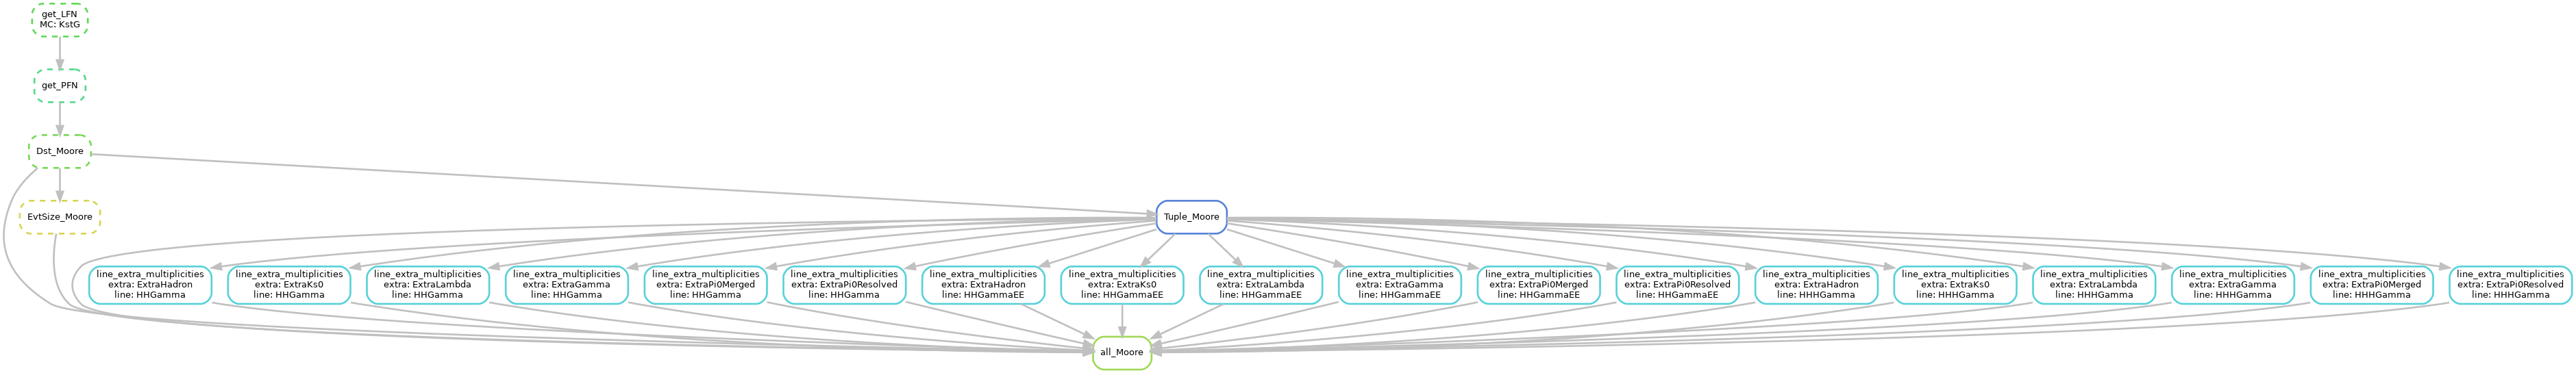 get_LFN
MC: KstG
get_PFN
Dst_Moore
EvtSize_Moore
Tuple_Moore
line_extra_multiplicities
extra: ExtraHadron
line: HHGamma
line_extra_multiplicities
extra: ExtraKs0
line: HHGamma
line_extra_multiplicities
extra: ExtraLambda
line: HHGamma
line_extra_multiplicities
extra: ExtraGamma
line: HHGamma
line_extra_multiplicities
extra: ExtraPi0Merged
line: HHGamma
line_extra_multiplicities
extra: ExtraPi0Resolved
line: HHGamma
line_extra_multiplicities
extra: ExtraHadron
line: HHGammaEE
line_extra_multiplicities
extra: ExtraKs0
line: HHGammaEE
line_extra_multiplicities
extra: ExtraLambda
line: HHGammaEE
line_extra_multiplicities
extra: ExtraGamma
line: HHGammaEE
line_extra_multiplicities
extra: ExtraPi0Merged
line: HHGammaEE
line_extra_multiplicities
extra: ExtraPi0Resolved
line: HHGammaEE
line_extra_multiplicities
extra: ExtraHadron
line: HHHGamma
line_extra_multiplicities
extra: ExtraKs0
line: HHHGamma
line_extra_multiplicities
extra: ExtraLambda
line: HHHGamma
line_extra_multiplicities
extra: ExtraGamma
line: HHHGamma
line_extra_multiplicities
extra: ExtraPi0Merged
line: HHHGamma
line_extra_multiplicities
extra: ExtraPi0Resolved
line: HHHGamma
all_Moore